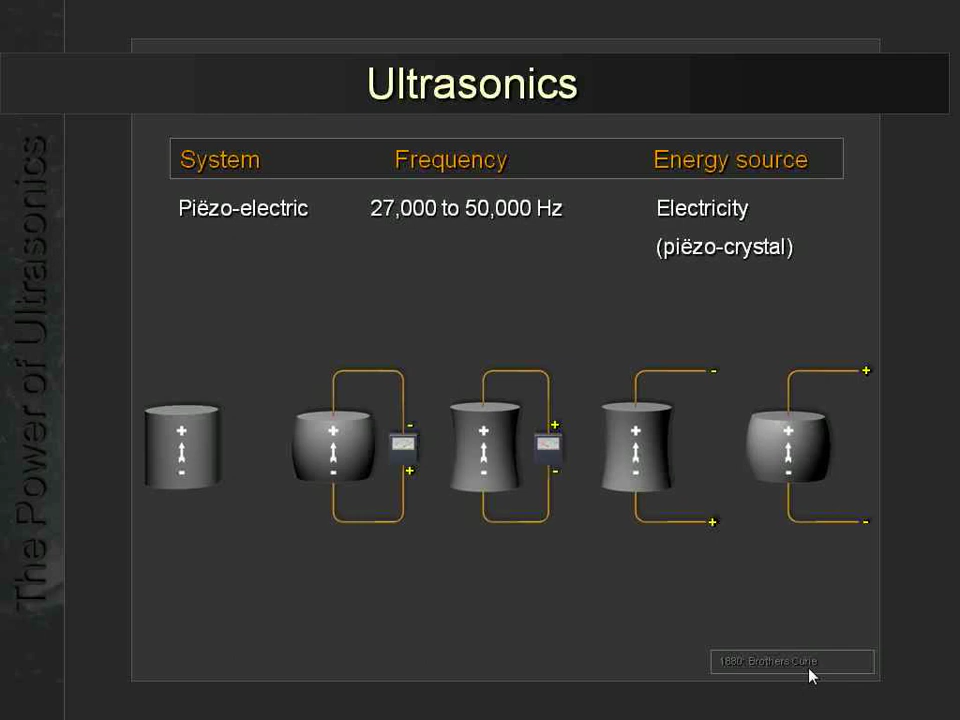 Ultrasonics
System Frequency Energy source
Piëzo-electric 27,000 to 50,000 Hz Electricity
(piëzo-crystal)
The Power of Ultrasonics
- +
+ + + + +
- +
- - - - -
+ -
+ -
1880: Brothers Curie